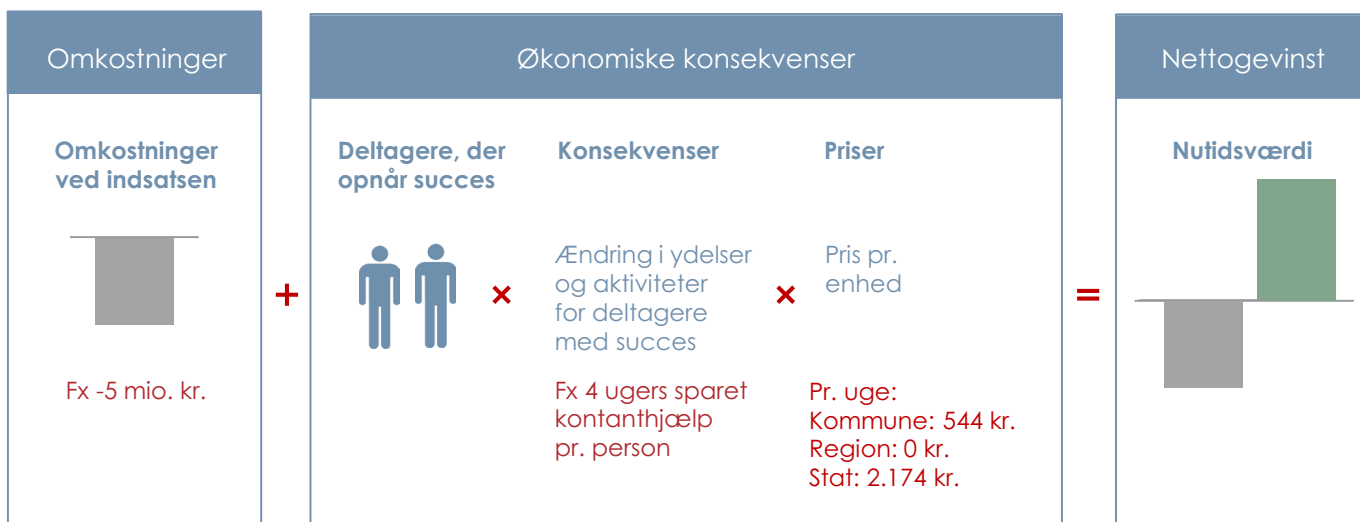 Omkostninger
Økonomiske konsekvenser
Nettogevinst
Omkostninger
ved indsatsen
Fx -5 mio. kr.
+
Deltagere, der
opnår succes
×
Konsekvenser
Ændring i ydelser
og aktiviteter
for deltagere
med succes
Fx 4 ugers sparet
kontanthjælp
pr. person
×
Priser
Pris pr.
enhed
Pr. uge:
Kommune: 544 kr.
Region: 0 kr.
Stat: 2.174 kr.
=
Nutidsværdi